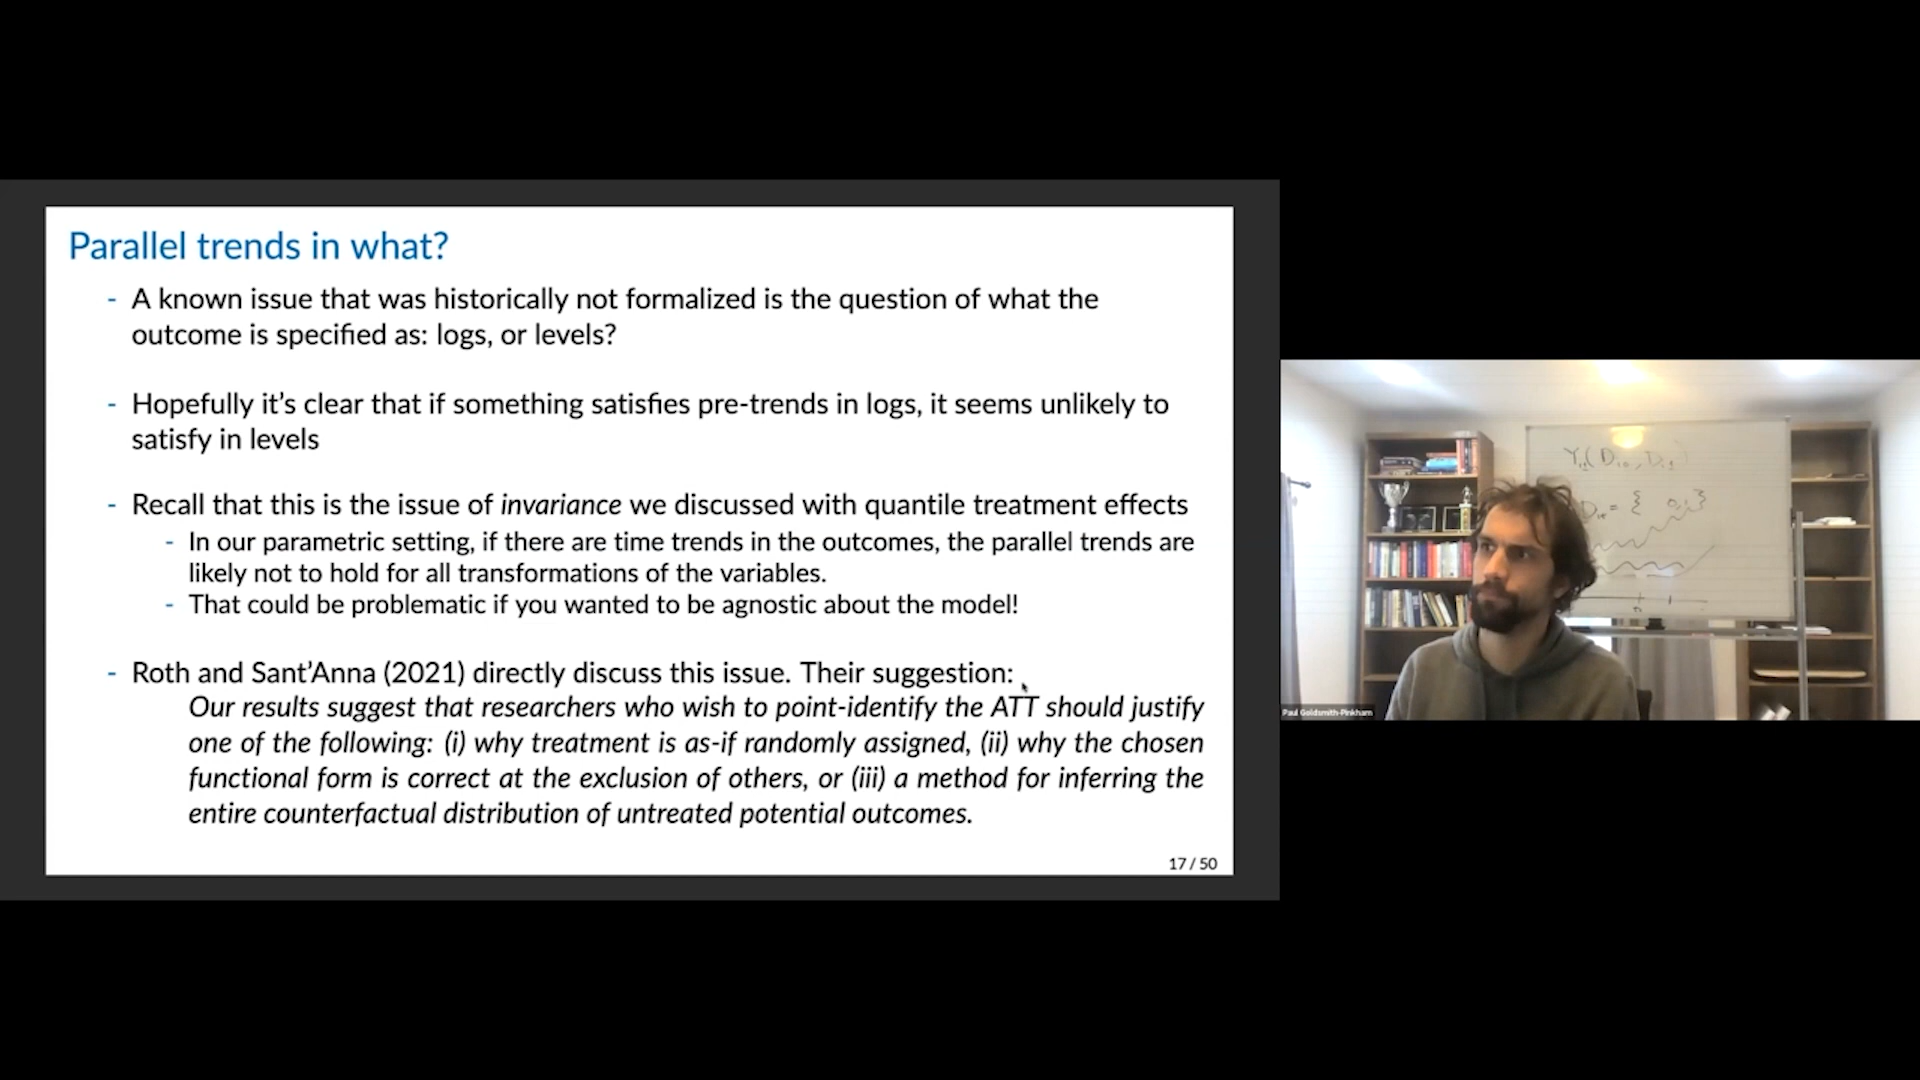 Parallel trends in what?
- A known issue that was historically not formalized is the question of what the
outcome is specified as: logs, or levels?
- Hopefully it's clear that if something satisfies pre-trends in logs, it seems unlikely to
satisfy in levels
- Recall that this is the issue of invariance we discussed with quantile treatment effects
- In our parametric setting, if there are time trends in the outcomes, the parallel trends are
likely not to hold for all transformations of the variables.
- That could be problematic if you wanted to be agnostic about the model!
- Roth and Sant'Anna (2021) directly discuss this issue. Their suggestion:
Our results suggest that researchers who wish to point-identify the ATT should justify
one of the following: (i) why treatment is as-if randomly assigned, (ii) why the chosen
functional form is correct at the exclusion of others, or (iii) a method for inferring the
entire counterfactual distribution of untreated potential outcomes.
17 / 50
Paul Goldsmith-Pinkham